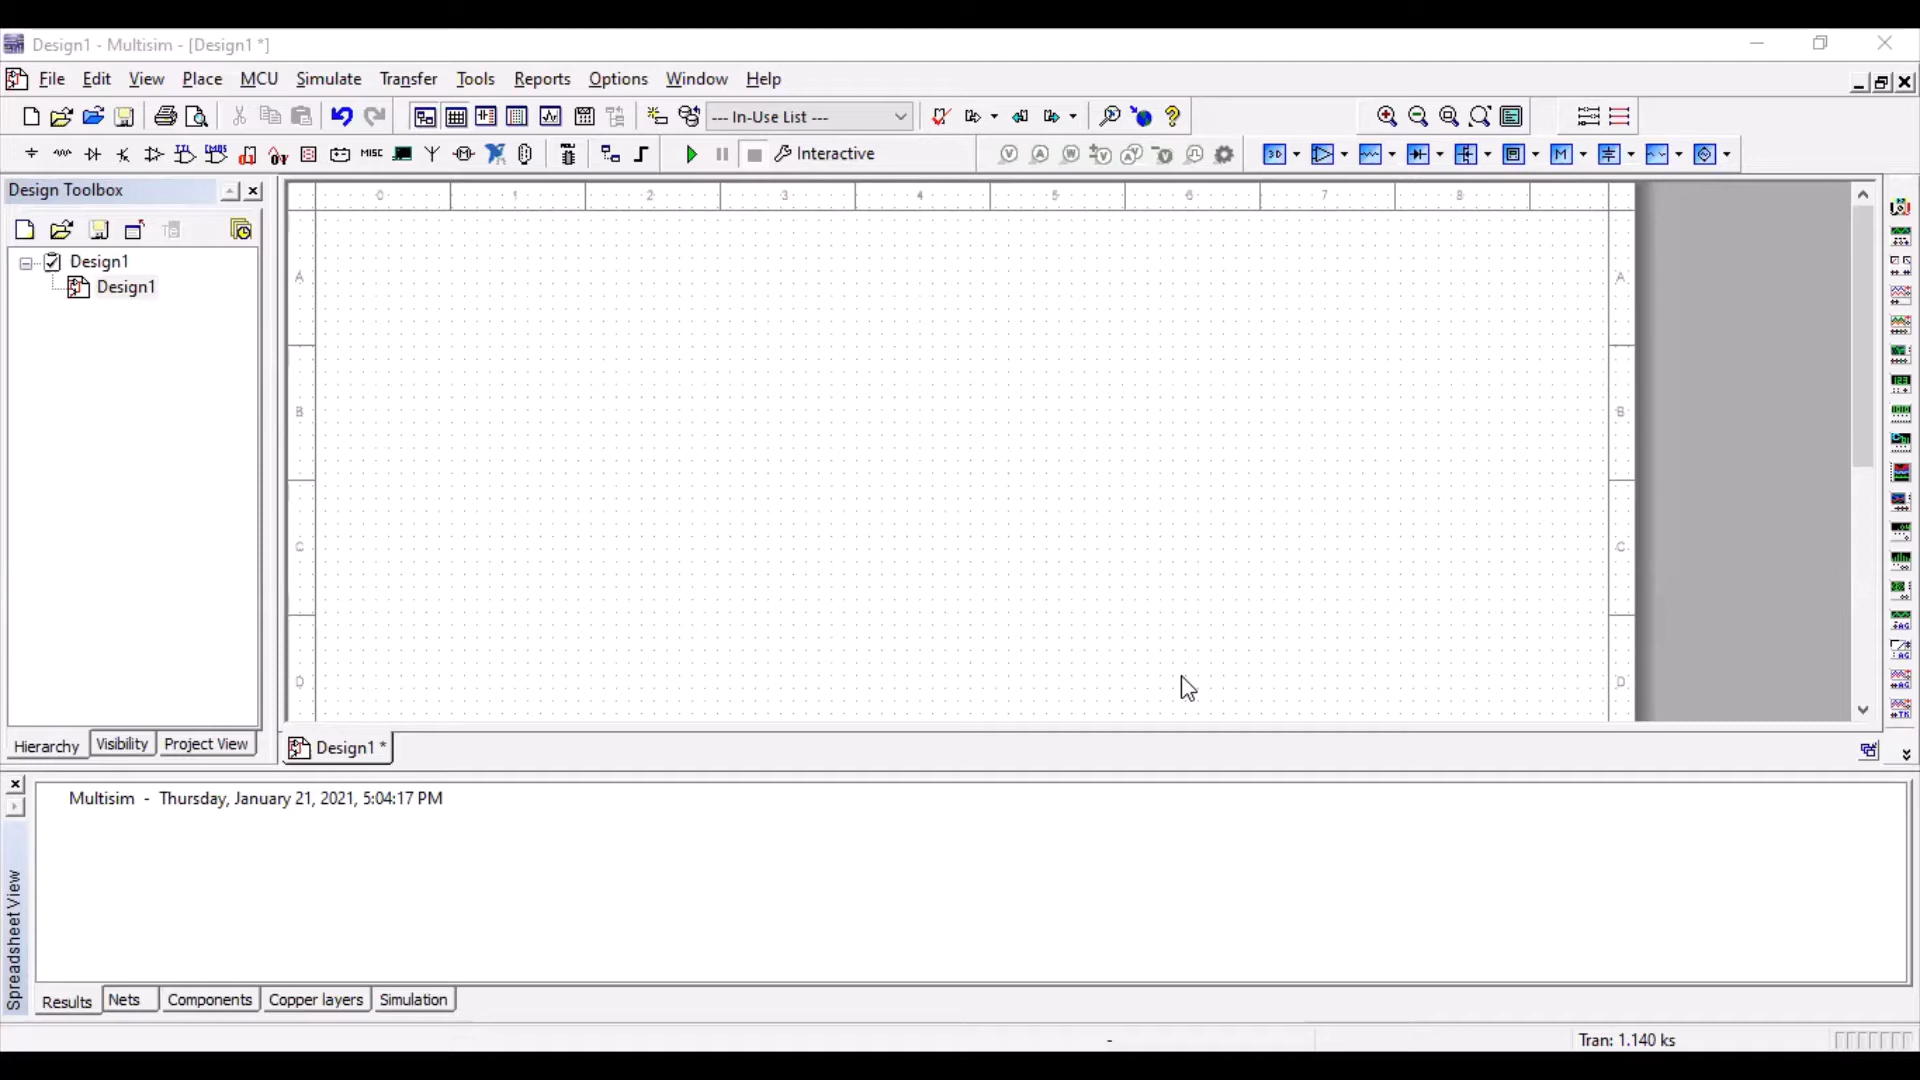 Design1 - Multisim - [Design1 *]
File Edit View Place MCU Simulate Transfer Tools Reports Options Window Help
--- In-Use List ---
MISC Interactive
Design Toolbox
0 1 2 3 4 5 6 7 8
Design1
Design1
A A
B B
C C
D D
Hierarchy Visibility Project View
Design1 *
Multisim - Thursday, January 21, 2021, 5:04:17 PM
Spreadsheet View
Results Nets Components Copper layers Simulation
- Tran: 1.140 ks